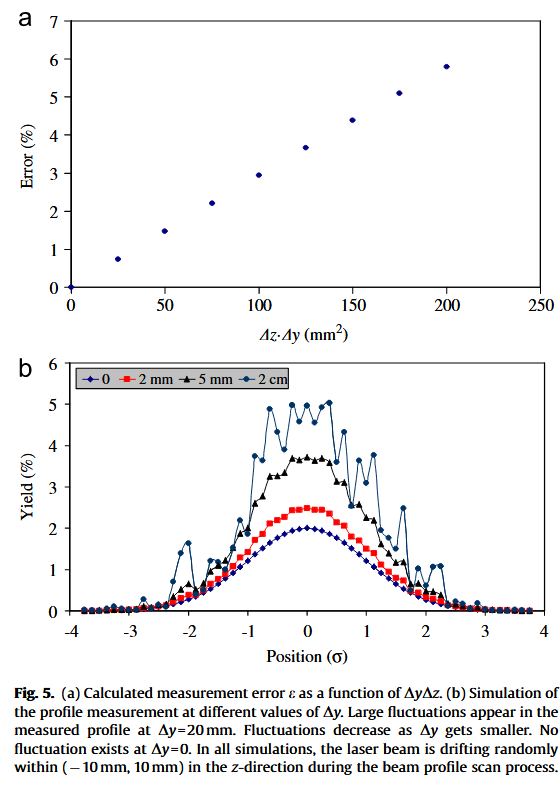 a
7
6
5
4
3
2
1
0
Error (%)
0
50
100
150
200
250
Δz·Δy (mm²)
b
6
5
4
3
2
1
0
Yield (%)
0 2 mm 5 mm 2 cm
-4
-3
-2
-1
0
1
2
3
4
Position (σ)
Fig. 5. (a) Calculated measurement error ε as a function of ΔyΔz. (b) Simulation of
the profile measurement at different values of Δy. Large fluctuations appear in the
measured profile at Δy=20 mm. Fluctuations decrease as Δy gets smaller. No
fluctuation exists at Δy=0. In all simulations, the laser beam is drifting randomly
within (−10 mm, 10 mm) in the z-direction during the beam profile scan process.